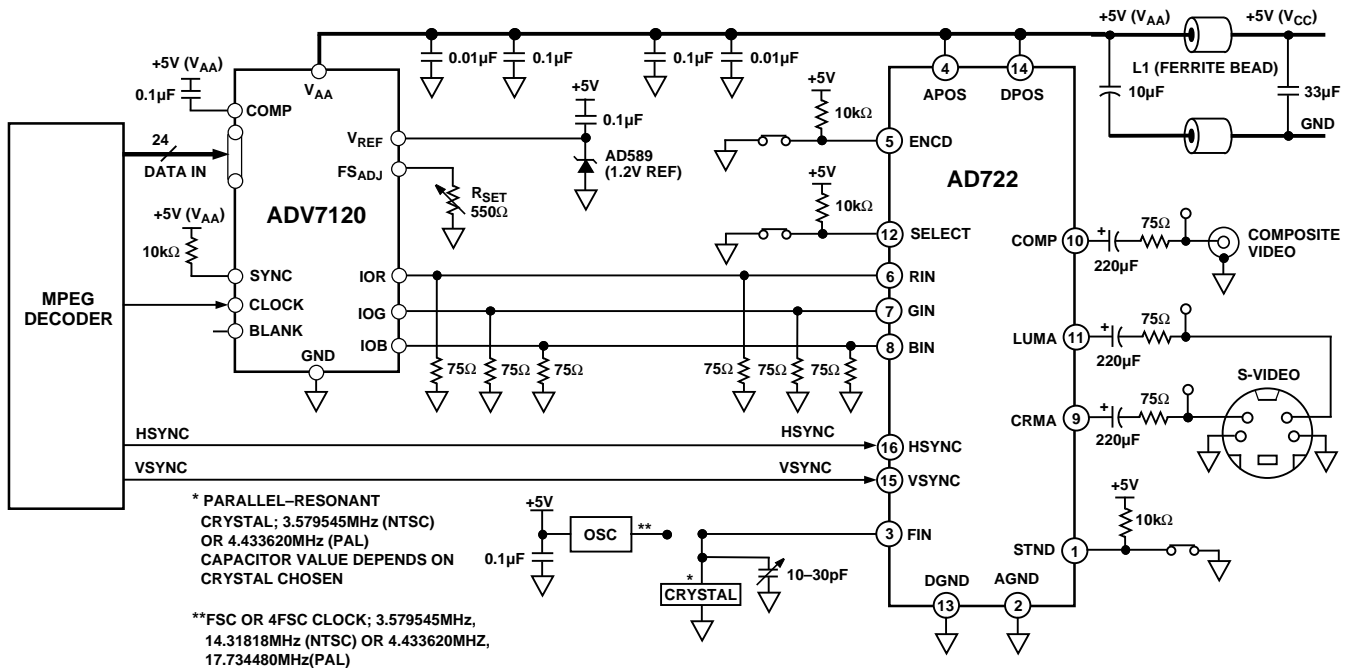 +5V (VAA)
+5V (VCC)
0.01µF
0.1µF
0.1µF
0.01µF
L1 (FERRITE BEAD)
10µF
33µF
GND
+5V (VAA)
0.1µF
COMP
VAA
24
DATA IN
VREF
FSADJ
ADV7120
RSET
550Ω
+5V
0.1µF
AD589
(1.2V REF)
+5V (VAA)
10kΩ
SYNC
CLOCK
BLANK
GND
IOR
IOG
IOB
MPEG
DECODER
75Ω
75Ω
75Ω
75Ω
75Ω
75Ω
+5V
10kΩ
+5V
10kΩ
4
APOS
14
DPOS
5
ENCD
AD722
12
SELECT
6
RIN
7
GIN
8
BIN
COMP
10
+
220µF
75Ω
COMPOSITE
VIDEO
LUMA
11
+
220µF
75Ω
S-VIDEO
CRMA
9
+
220µF
75Ω
HSYNC
HSYNC
16
HSYNC
VSYNC
VSYNC
15
VSYNC
+5V
10kΩ
STND
1
3
FIN
DGND
13
AGND
2
+5V
0.1µF
OSC
**
*
CRYSTAL
10–30pF
* PARALLEL–RESONANT
CRYSTAL; 3.579545MHz (NTSC)
OR 4.433620MHz (PAL)
CAPACITOR VALUE DEPENDS ON
CRYSTAL CHOSEN
**FSC OR 4FSC CLOCK; 3.579545MHz,
14.31818MHz (NTSC) OR 4.433620MHZ,
17.734480MHz(PAL)